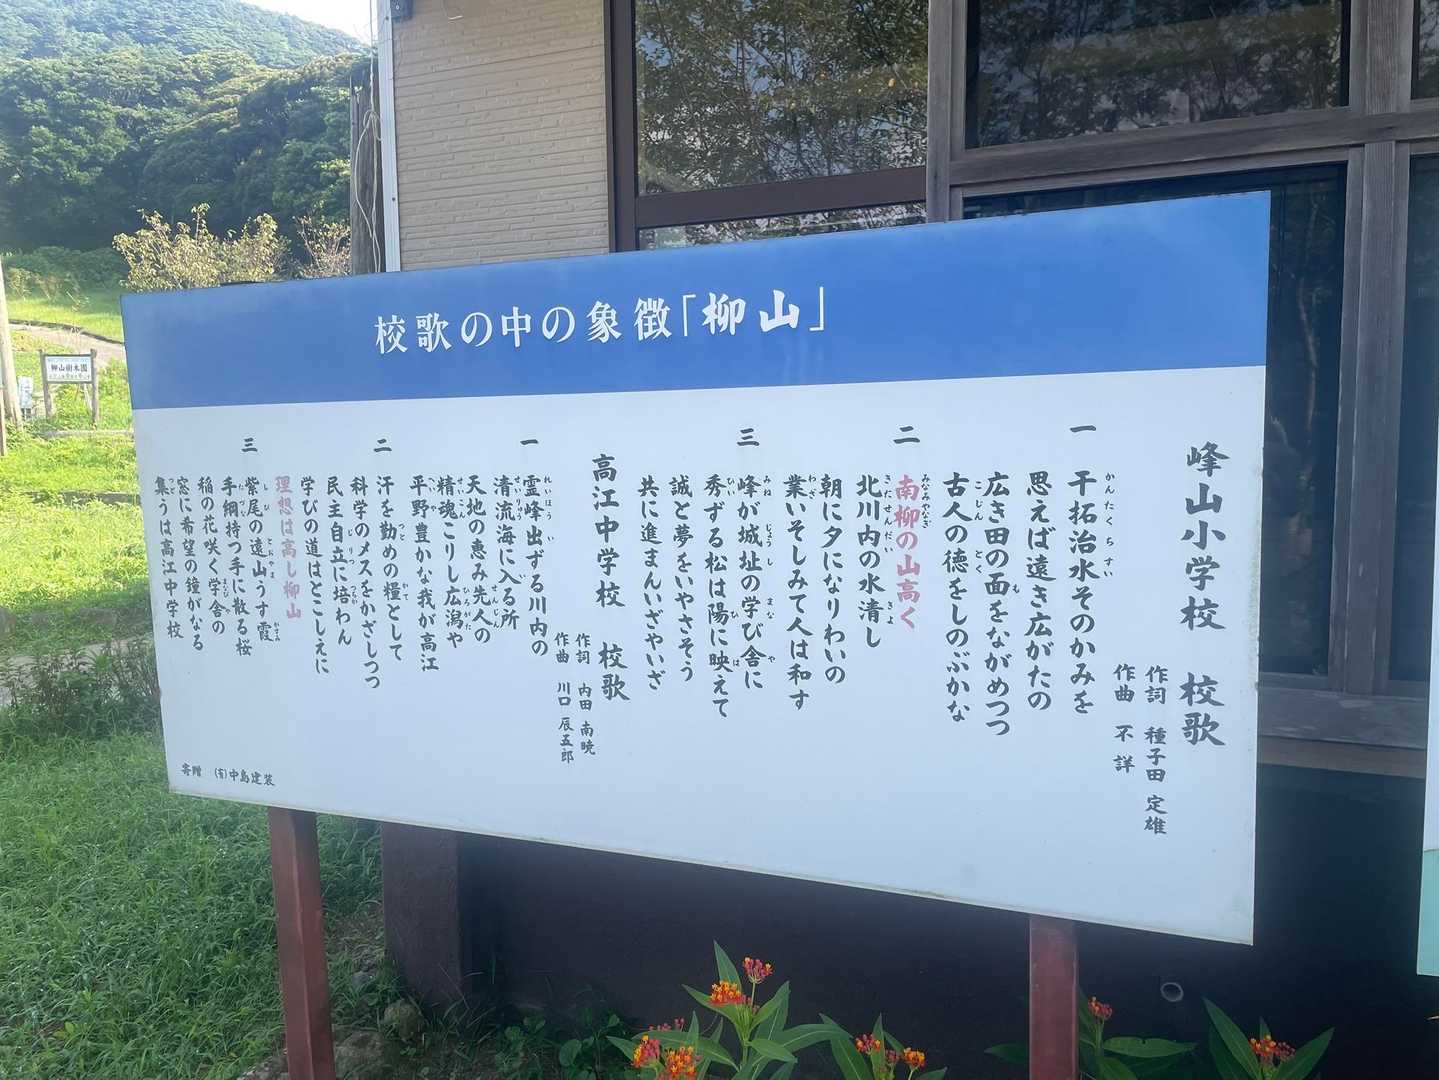 校歌の中の象徴「柳山」
峰山小学校　校歌
作詞　種子田 定雄
作曲　不 詳
一
干拓治水そのかみを
思えば遠き広がたの
広き田の面をながめつつ
古人の徳をしのぶかな
二
南柳の山高く
北川内の水清し
朝に夕になりわいの
業いそしみて人は和す
三
峰が城址の学び舎に
秀ずる松は陽に映えて
誠と夢をいやさそう
共に進まんいざやいざ
高江中学校　校歌
作詞　内田 南暁
作曲　川口 辰五郎
一
霊峰出ずる川内の
清流海に入る所
天地の恵み先人の
精魂こりし広潟や
平野豊かな我が高江
二
汗を勤めの糧として
科学のメスをかざしつつ
民主自立に培わん
学びの道はとこしえに
理想は高し柳山
三
紫尾の遠山うす霞
手綱持つ手に散る桜
稲の花咲く学舎の
窓に希望の鐘がなる
集うは高江中学校
寄贈　(有)中島建装
柳山樹木園